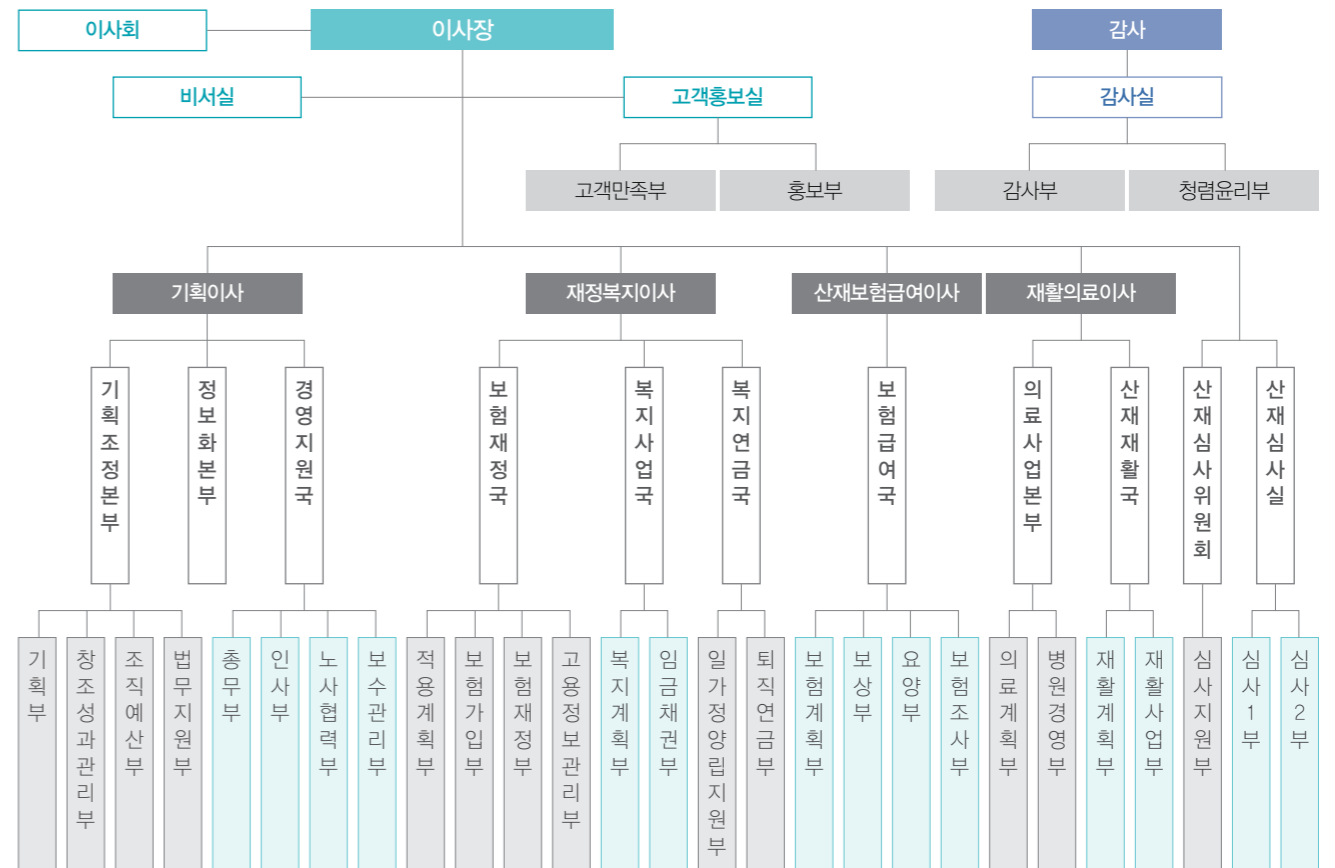 이사회
이사장
감사
비서실
고객홍보실
감사실
고객만족부
홍보부
감사부
청렴윤리부
기획이사
재정복지이사
산재보험급여이사
재활의료이사
기획조정본부
정보화본부
경영지원국
보험재정국
복지사업국
복지연금국
보험급여국
의료사업본부
산재재활국
산재심사위원회
산재심사실
기획부
창조성과관리부
조직예산부
법무지원부
총무부
인사부
노사협력부
보수관리부
적용계획부
보험가입부
보험재정부
고용정보관리부
복지계획부
임금채권부
일가정양립지원부
퇴직연금부
보험계획부
보상부
요양부
보험조사부
의료계획부
병원경영부
재활계획부
재활사업부
심사지원부
심사1부
심사2부